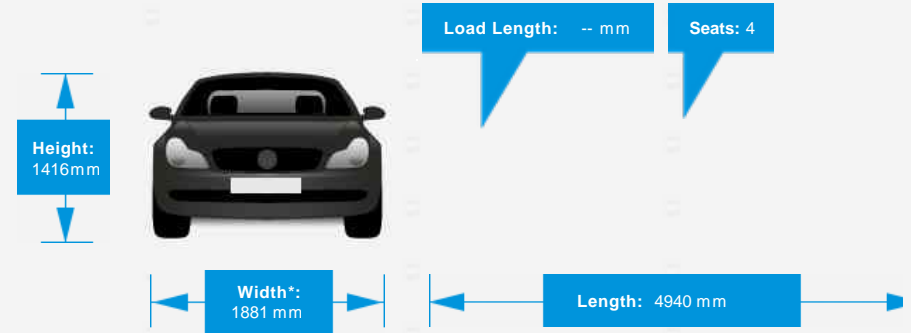 Load Length: -- mm
Seats: 4
Height:
1416mm
Width*:
1881 mm
Length: 4940 mm